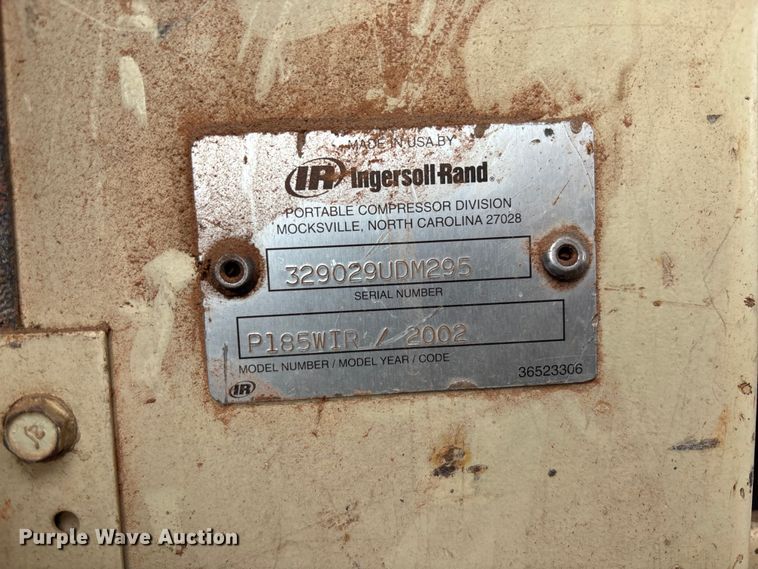 MADE IN USA BY
IR Ingersoll-Rand®
PORTABLE COMPRESSOR DIVISION
MOCKSVILLE, NORTH CAROLINA 27028
329029UDM295
SERIAL NUMBER
P185WIR / 2002
MODEL NUMBER / MODEL YEAR / CODE
IR 36523306
Purple Wave Auction